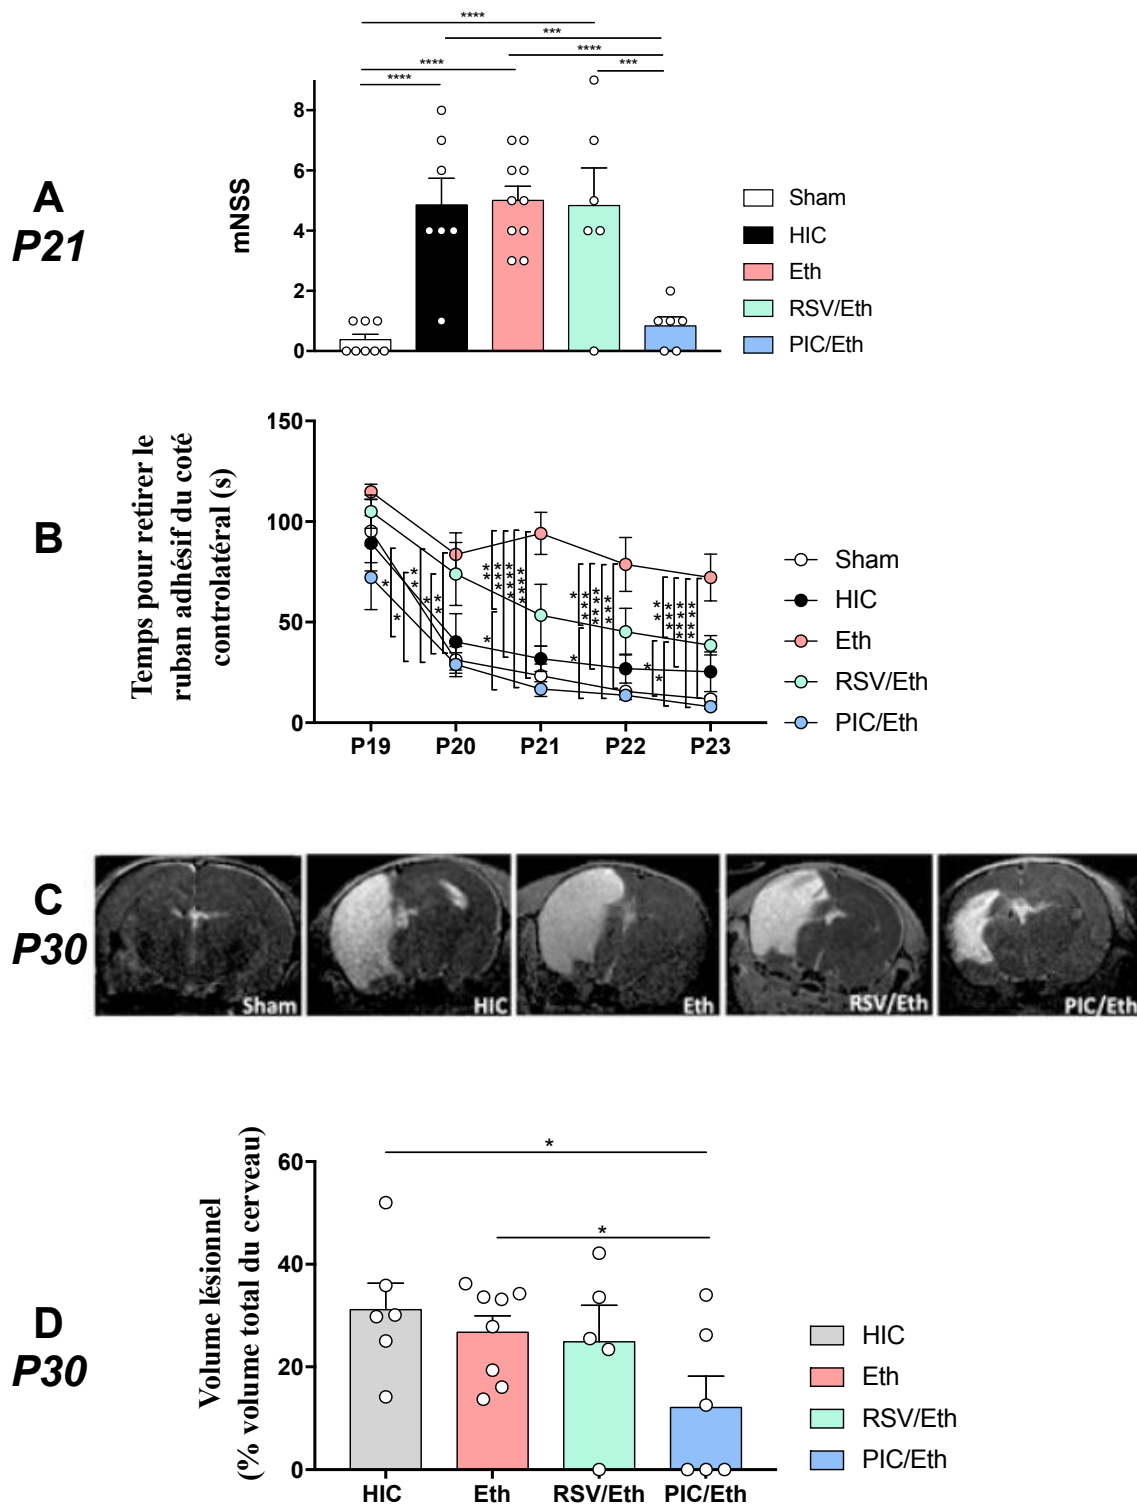 ****
***
****
****
***
****
A
P21
mNSS
8
6
4
2
0
Sham
HIC
Eth
RSV/Eth
PIC/Eth
B
Temps pour retirer le
ruban adhésif du coté
controlatéral (s)
150
100
50
0
P19
P20
P21
P22
P23
Sham
HIC
Eth
RSV/Eth
PIC/Eth
C
P30
Sham
HIC
Eth
RSV/Eth
PIC/Eth
D
P30
Volume lésionnel
(% volume total du cerveau)
60
40
20
0
*
*
HIC
Eth
RSV/Eth
PIC/Eth
HIC
Eth
RSV/Eth
PIC/Eth